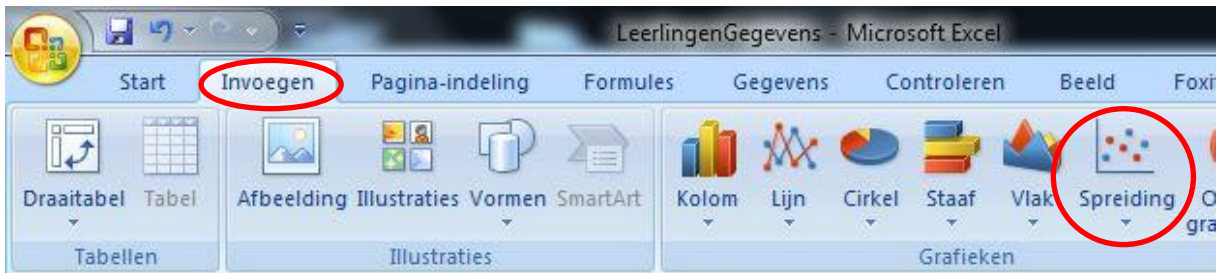 LeerlingenGegevens - Microsoft Excel
Start Invoegen Pagina-indeling Formules Gegevens Controleren Beeld
Draaitabel Tabel Afbeelding Illustraties Vormen SmartArt Kolom Lijn Cirkel Staaf Vlak Spreiding
Tabellen Illustraties Grafieken